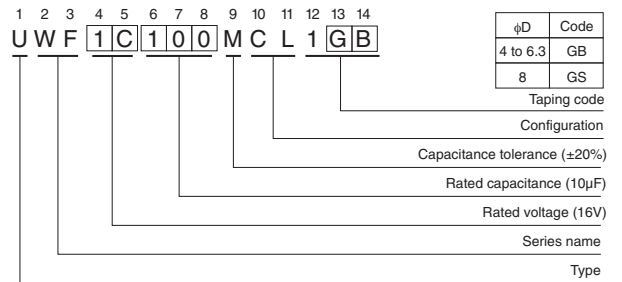 1 2 3 4 5 6 7 8 9 10 11 12 13 14
U W F 1 C 1 0 0 M C L 1 G B
φD Code
4 to 6.3 GB
8 GS
Taping code
Configuration
Capacitance tolerance (±20%)
Rated capacitance (10µF)
Rated voltage (16V)
Series name
Type